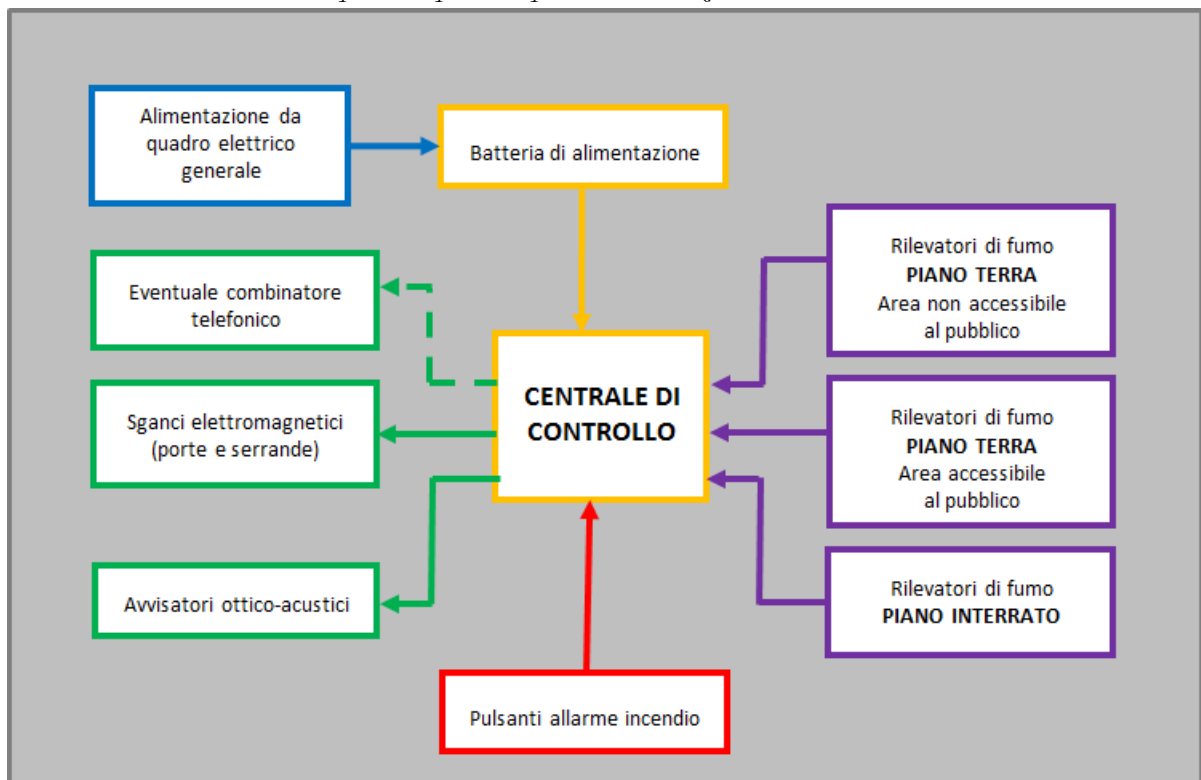 Alimentazione da
quadro elettrico
generale
Batteria di alimentazione
Rilevatori di fumo
PIANO TERRA
Area non accessibile
al pubblico
Eventuale combinatore
telefonico
CENTRALE DI
CONTROLLO
Sganci elettromagnetici
(porte e serrande)
Rilevatori di fumo
PIANO TERRA
Area accessibile
al pubblico
Avvisatori ottico-acustici
Rilevatori di fumo
PIANO INTERRATO
Pulsanti allarme incendio